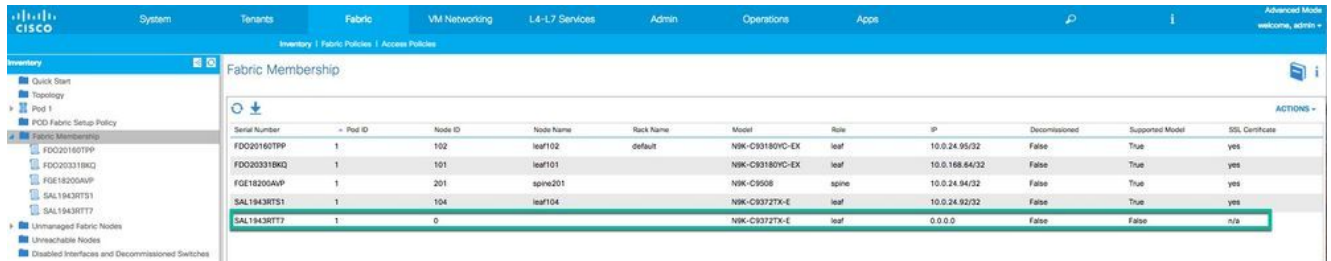 CISCO
System Tenants Fabric VM Networking L4-L7 Services Admin Operations Apps i
Advanced Mode
welcome, admin
Inventory | Fabric Policies | Access Policies
Inventory
Quick Start
Topology
Pod 1
POD Fabric Setup Policy
Fabric Membership
FDO20160TPP
FDO20331BKQ
FGE18200AVP
SAL1943RTS1
SAL1943RTT7
Unmanaged Fabric Nodes
Unreachable Nodes
Disabled Interfaces and Decommissioned Switches
Fabric Membership
i
ACTIONS
Serial Number Pod ID Node ID Node Name Rack Name Model Role IP Decomissioned Supported Model SSL Certificate
FDO20160TPP 1 102 leaf102 default N9K-C93180YC-EX leaf 10.0.24.95/32 False True yes
FDO20331BKQ 1 101 leaf101 N9K-C93180YC-EX leaf 10.0.168.64/32 False True yes
FGE18200AVP 1 201 spine201 N9K-C9508 spine 10.0.24.94/32 False True yes
SAL1943RTS1 1 104 leaf104 N9K-C9372TX-E leaf 10.0.24.92/32 False True yes
SAL1943RTT7 1 0 N9K-C9372TX-E leaf 0.0.0.0 False False n/a